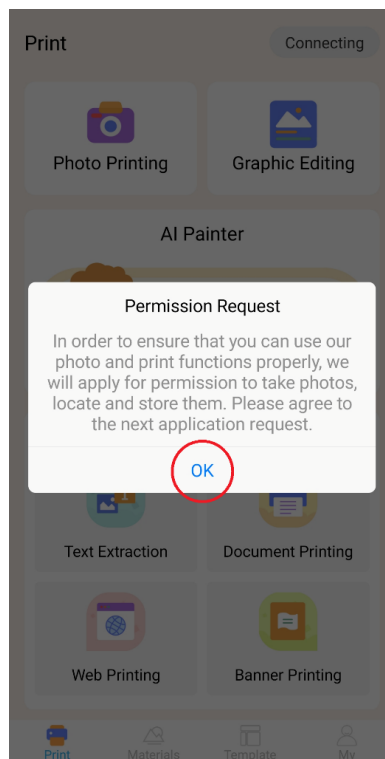 Print
Connecting
Photo Printing
Graphic Editing
AI Painter
Permission Request
In order to ensure that you can use our
photo and print functions properly, we
will apply for permission to take photos,
locate and store them. Please agree to
the next application request.
OK
Text Extraction
Document Printing
Web Printing
Banner Printing
Print
Materials
Template
My